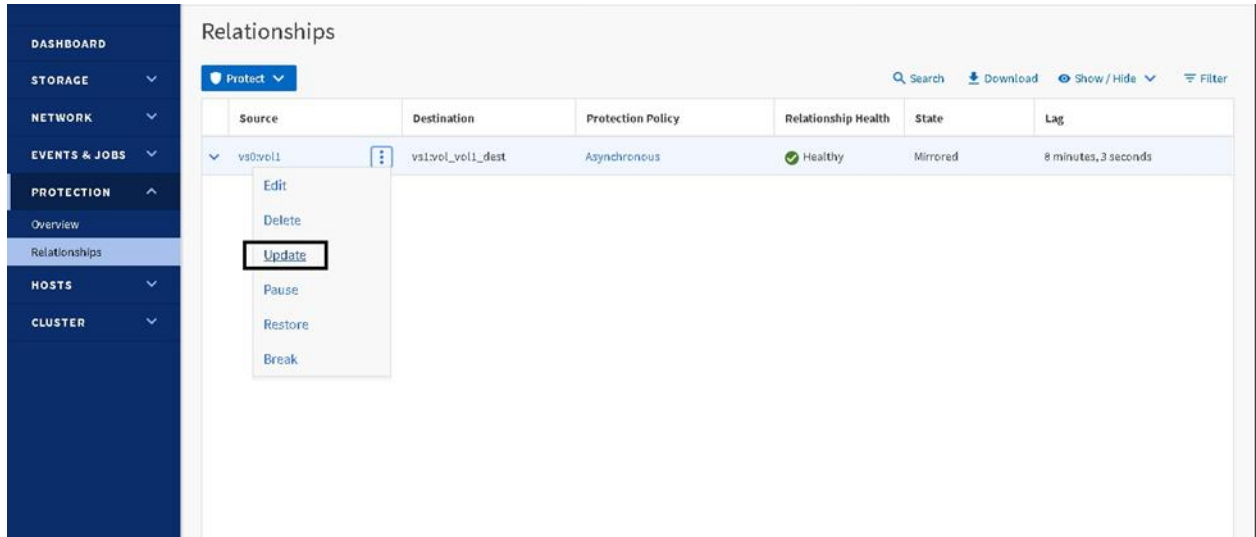 Relationships
DASHBOARD
STORAGE
NETWORK
EVENTS & JOBS
PROTECTION
Overview
Relationships
HOSTS
CLUSTER
Protect
Search Download Show / Hide Filter
Source Destination Protection Policy Relationship Health State Lag
vs0:vol1 vs1:vol_vol1_dest Asynchronous Healthy Mirrored 8 minutes, 3 seconds
Edit
Delete
Update
Pause
Restore
Break